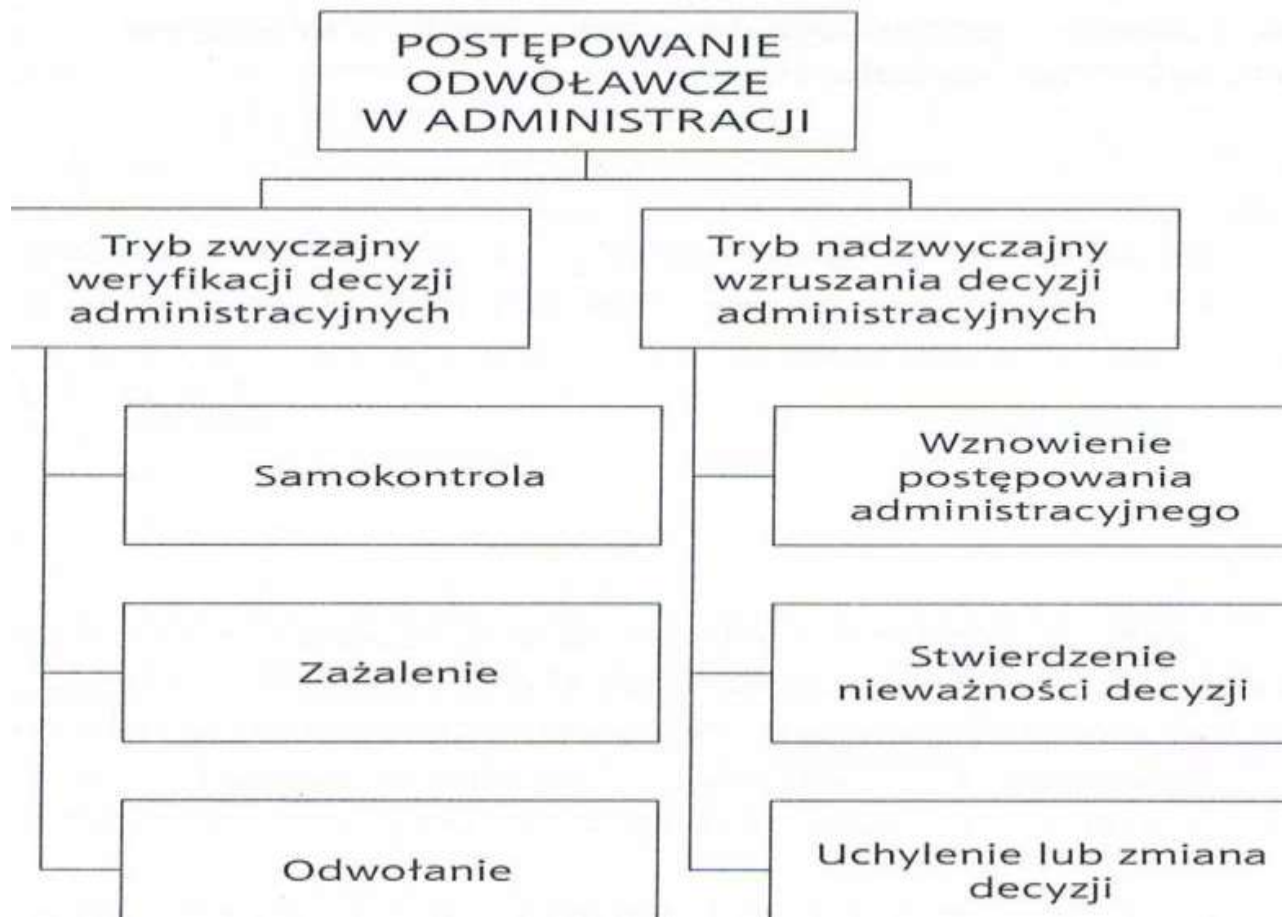 POSTĘPOWANIE
ODWOŁAWCZE
W ADMINISTRACJI
Tryb zwyczajny
weryfikacji decyzji
administracyjnych
Tryb nadzwyczajny
wzruszania decyzji
administracyjnych
Samokontrola
Wznowienie
postępowania
administracyjnego
Zażalenie
Stwierdzenie
nieważności decyzji
Odwołanie
Uchylenie lub zmiana
decyzji